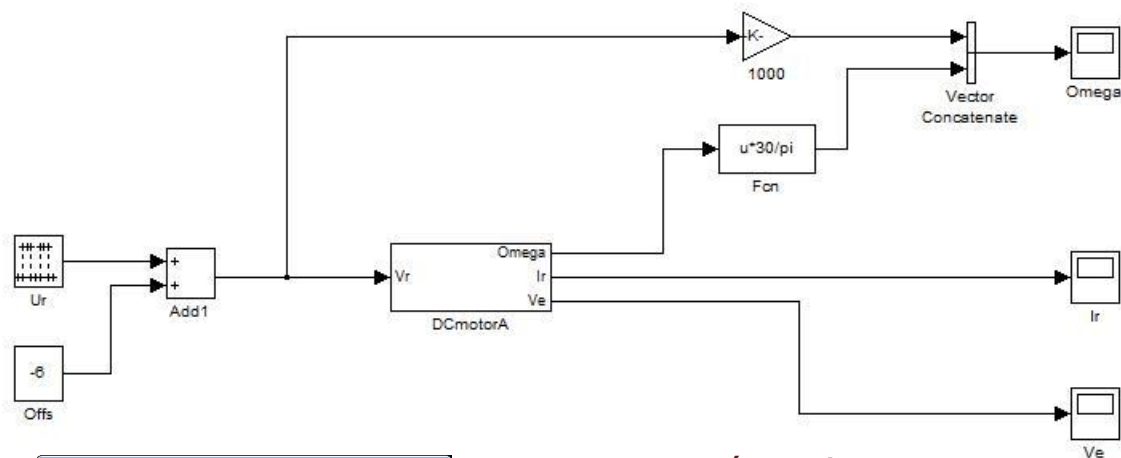 K-
1000
Vector
Concatenate
Omega
u*30/pi
Fcn
Ur
+
+
Add1
Vr
Omega
Ir
Ve
DCmotorA
Ir
-6
Offs
Ve